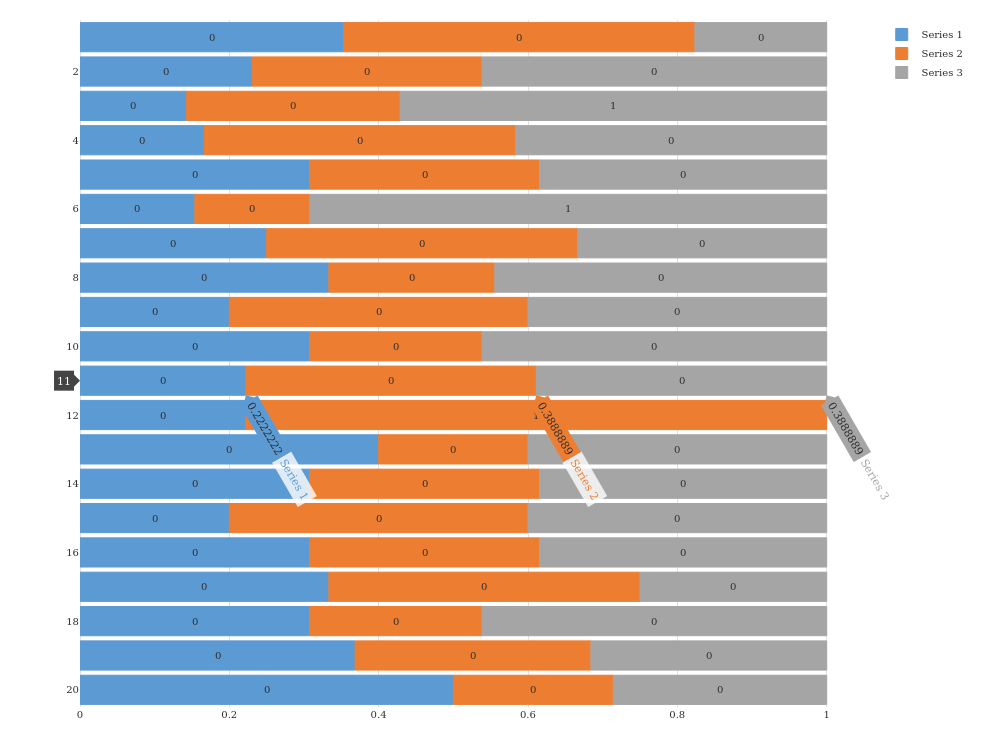 0 0 0
Series 1
Series 2
Series 3
2 0 0 0
0 0 1
4 0 0 0
0 0 0
6 0 0 1
0 0 0
8 0 0 0
0 0 0
10 0 0 0
11 0 0 0
12 0
0.2222222 Series 1
0.3888889 Series 2
0.3888889 Series 3
0 0 0
14 0 0 0
0 0 0
16 0 0 0
0 0 0
18 0 0 0
0 0 0
20 0 0 0
0 0.2 0.4 0.6 0.8 1